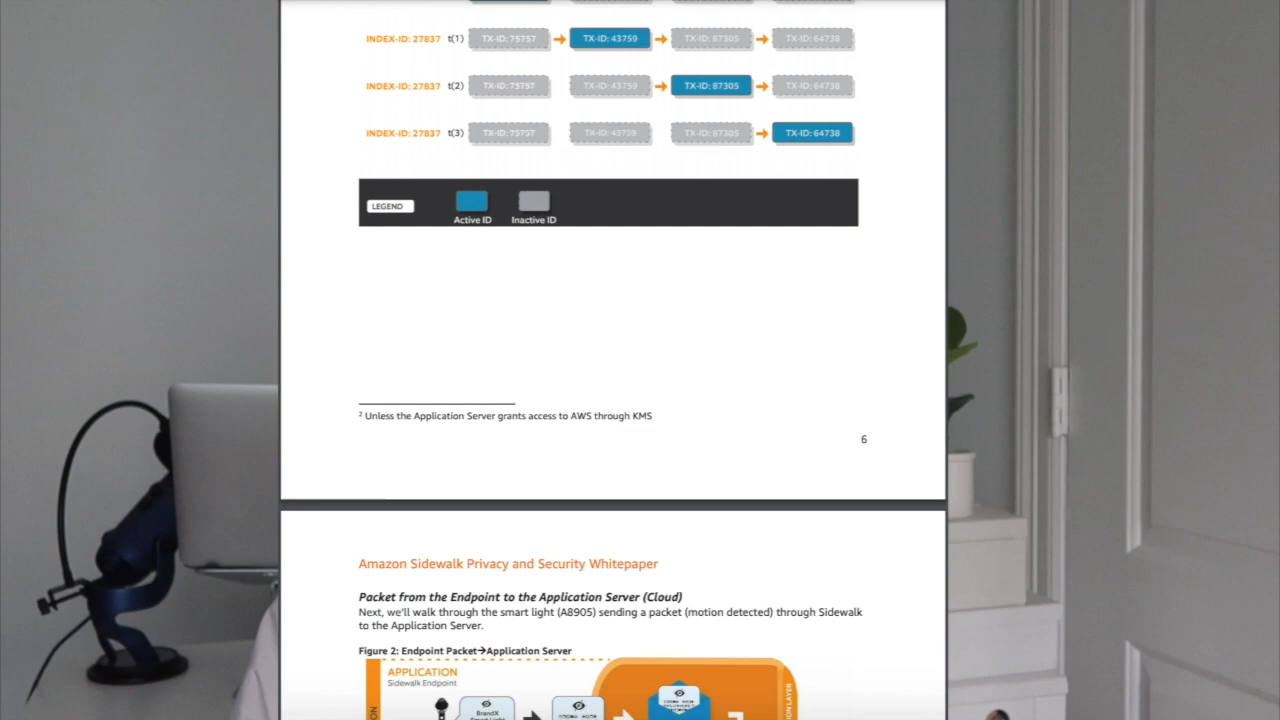 INDEX-ID: 27837 t(1) TX-ID: 75757 TX-ID: 43759 TX-ID: 87305 TX-ID: 64738
INDEX-ID: 27837 t(2) TX-ID: 75757 TX-ID: 43759 TX-ID: 87305 TX-ID: 64738
INDEX-ID: 27837 t(3) TX-ID: 75757 TX-ID: 43759 TX-ID: 87305 TX-ID: 64738
LEGEND
Active ID Inactive ID
2 Unless the Application Server grants access to AWS through KMS
6
Amazon Sidewalk Privacy and Security Whitepaper
Packet from the Endpoint to the Application Server (Cloud)
Next, we'll walk through the smart light (A8905) sending a packet (motion detected) through Sidewalk
to the Application Server.
Figure 2: Endpoint Packet→Application Server
APPLICATION
Sidewalk Endpoint
BrandX